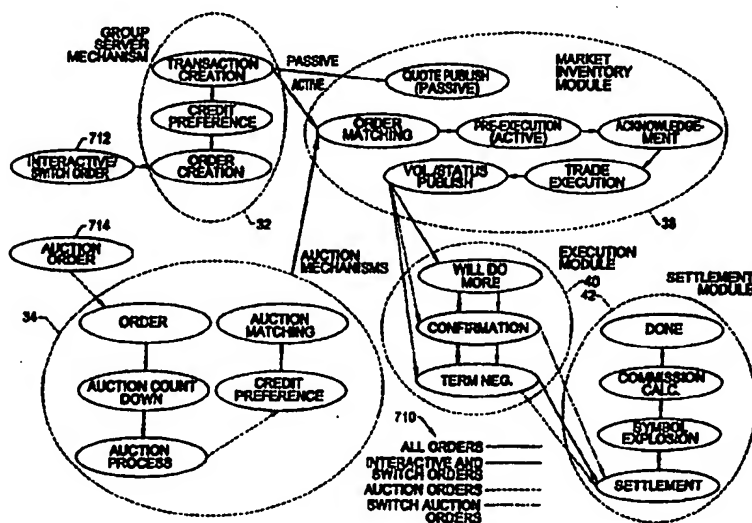 GROUP
SERVER
MECHANISM
TRANSACTION
CREATION
PASSIVE
ACTIVE
QUOTE PUBLISH
(PASSIVE)
MARKET
INVENTORY
MODULE
CREDIT
PREFERENCE
ORDER
MATCHING
PRE-EXECUTION
(ACTIVE)
ACKNOWLEDGE-
MENT
712
INTERACTIVE/
SWITCH ORDER
ORDER
CREATION
VOL/STATUS
PUBLISH
TRADE
EXECUTION
32
38
714
AUCTION
ORDER
AUCTION
MECHANISMS
EXECUTION
MODULE
40
42
SETTLEMENT
MODULE
34
ORDER
AUCTION
MATCHING
WILL DO
MORE
CONFIRMATION
DONE
AUCTION COUNT
DOWN
CREDIT
PREFERENCE
TERM NEG.
COMMISSION
CALC.
AUCTION
PROCESS
SYMBOL
EXPLOSION
SETTLEMENT
710
ALL ORDERS
INTERACTIVE AND
SWITCH ORDERS
AUCTION ORDERS
SWITCH AUCTION
ORDERS